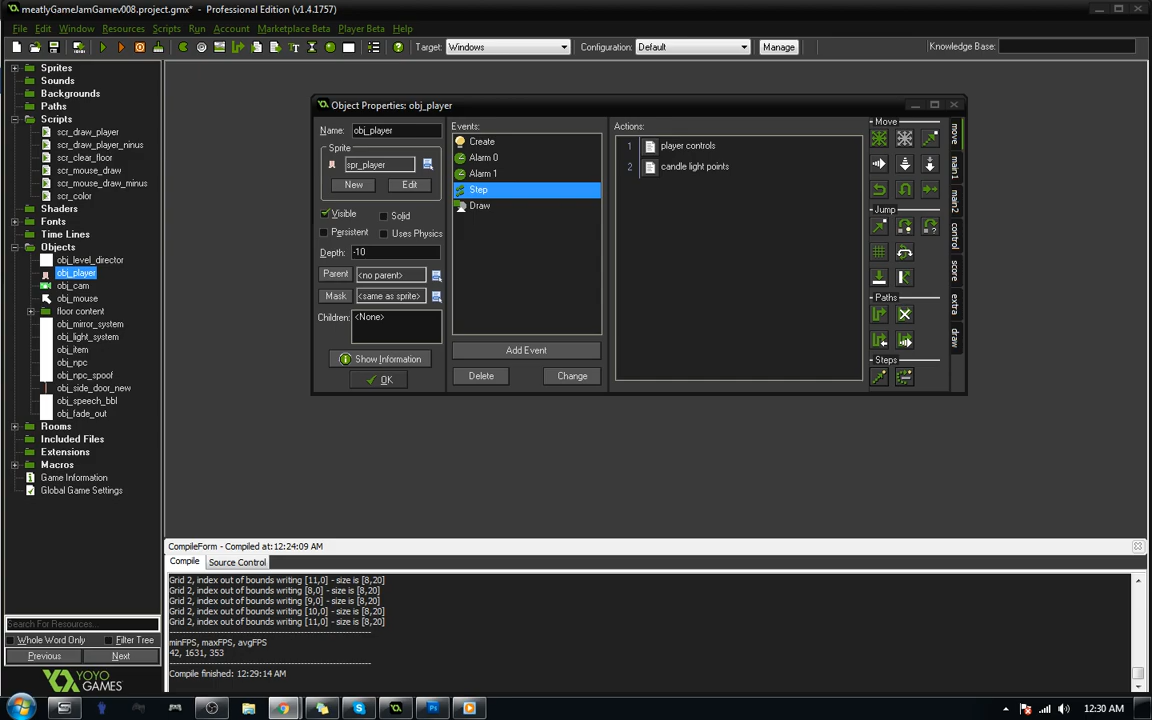 meatlyGameJamGamev008.project.gmx* - Professional Edition (v1.4.1757)
File Edit Window Resources Scripts Run Account Marketplace Beta Player Beta Help
Target: Windows Configuration: Default Manage Knowledge Base:
Sprites
Sounds
Backgrounds
Paths
Scripts
scr_draw_player
scr_draw_player_ninus
scr_clear_floor
scr_mouse_draw
scr_mouse_draw_minus
scr_color
Shaders
Fonts
Time Lines
Objects
obj_level_director
obj_player
obj_cam
obj_mouse
floor content
obj_mirror_system
obj_light_system
obj_item
obj_npc
obj_npc_spoof
obj_side_door_new
obj_speech_bbl
obj_fade_out
Rooms
Included Files
Extensions
Macros
Game Information
Global Game Settings
Search For Resources...
Whole Word Only Filter Tree
Previous Next
YOYO
GAMES
Object Properties: obj_player
Name: obj_player
Sprite
spr_player
New Edit
Visible Solid
Persistent Uses Physics
Depth: -10
Parent <no parent>
Mask <same as sprite>
Children: <None>
Show Information
OK
Events:
Create
Alarm 0
Alarm 1
Step
Draw
Add Event
Delete Change
Actions:
1 player controls
2 candle light points
Move
Jump
Paths
Steps
move
main1
main2
control
score
extra
draw
CompileForm - Compiled at:12:24:09 AM
Compile Source Control
Grid 2, index out of bounds writing [11,0] - size is [8,20]
Grid 2, index out of bounds writing [8,0] - size is [8,20]
Grid 2, index out of bounds writing [9,0] - size is [8,20]
Grid 2, index out of bounds writing [10,0] - size is [8,20]
Grid 2, index out of bounds writing [11,0] - size is [8,20]
minFPS, maxFPS, avgFPS
42, 1631, 353
Compile finished: 12:29:14 AM
12:30 AM